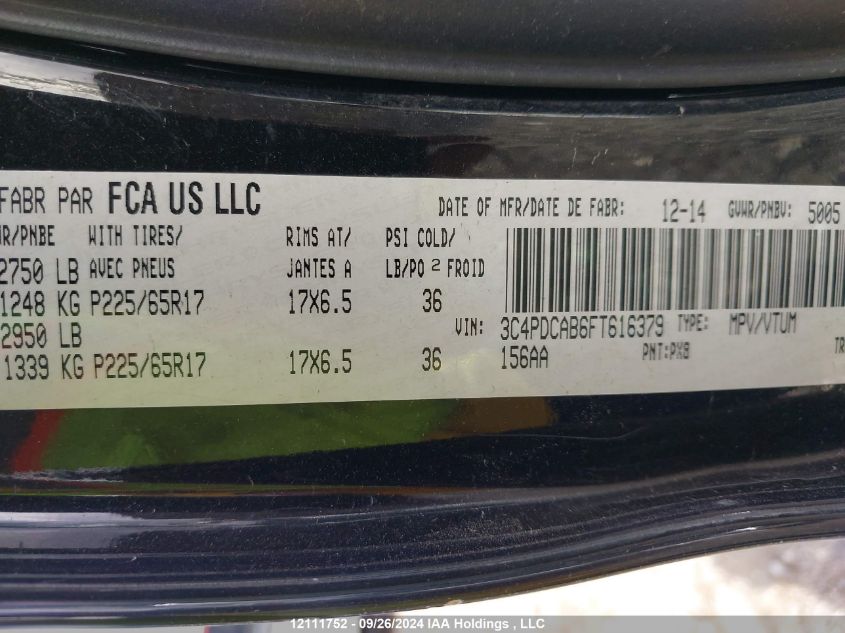 FABR PAR FCA US LLC DATE OF MFR/DATE DE FABR: 12-14 GVWR/PNBV: 5005
WR/PNBE WITH TIRES/ RIMS AT/ PSI COLD/
2750 LB AVEC PNEUS JANTES A LB/PO 2 FROID
1248 KG P225/65R17 17X6.5 36
2950 LB VIN: 3C4PDCAB6FT616379 TYPE: MPV/VTUM
1339 KG P225/65R17 17X6.5 36 156AA PNT:PX8 TR
12111752 - 09/26/2024 IAA Holdings , LLC